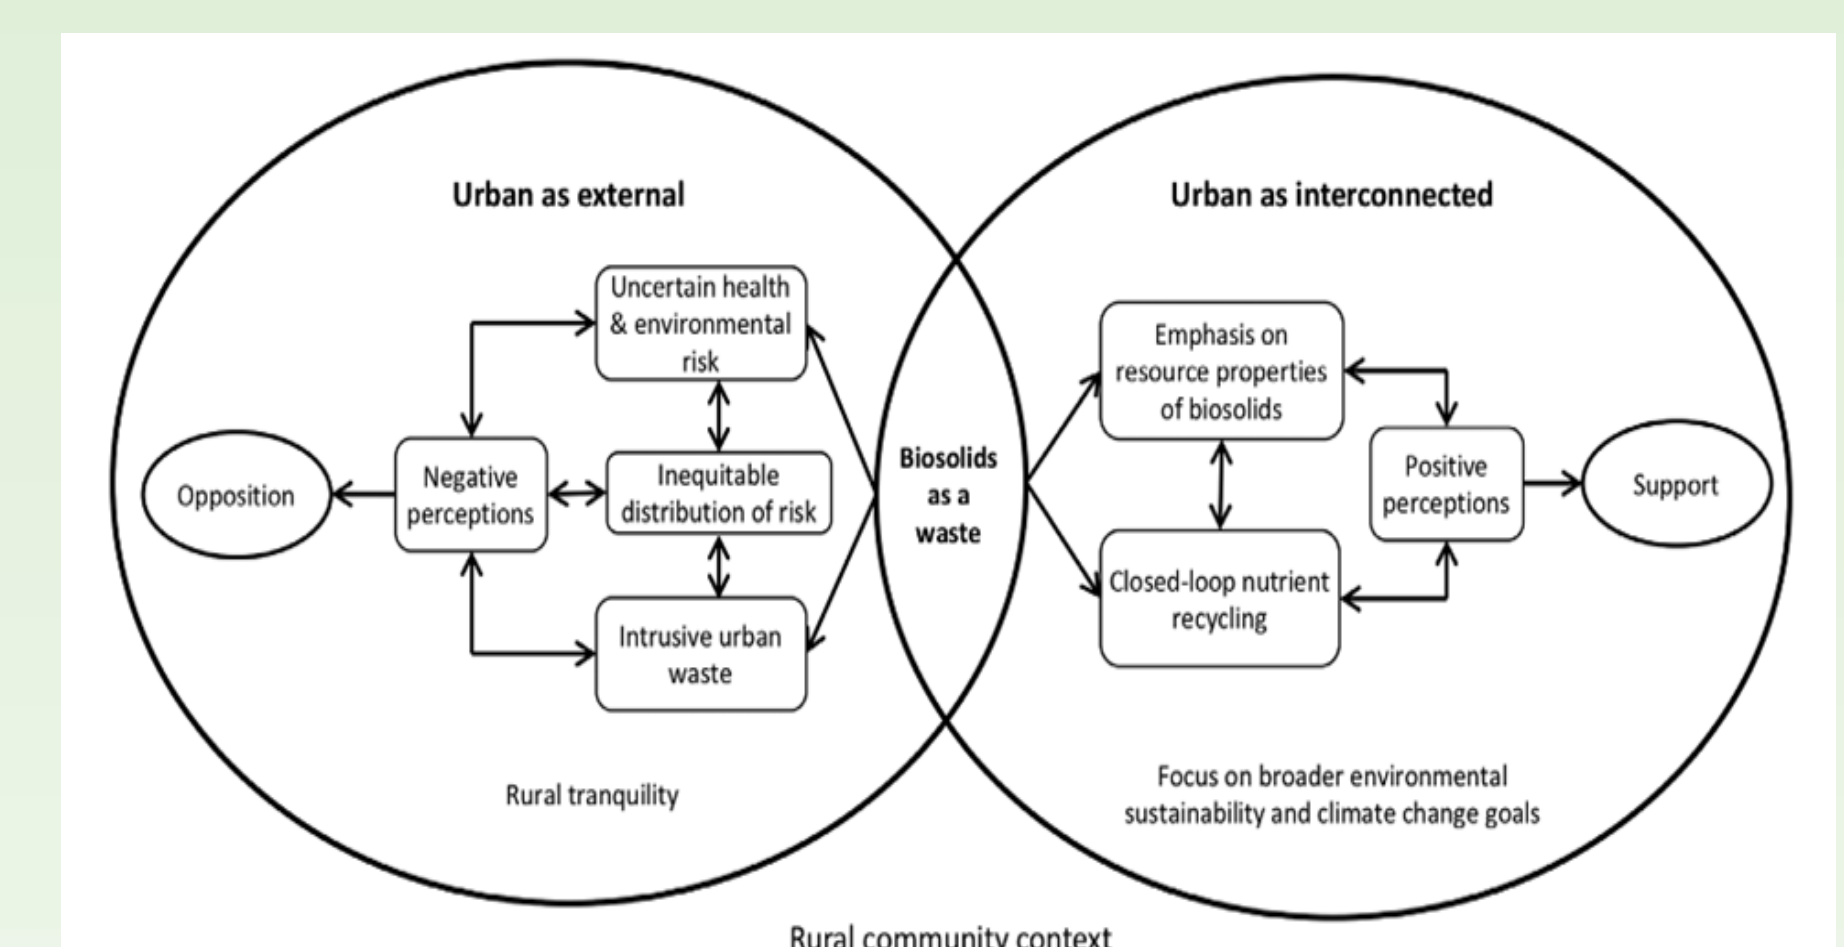 Urban as external
Urban as interconnected
Uncertain health
& environmental
risk
Negative
perceptions
Opposition
Inequitable
distribution of risk
Intrusive urban
waste
Rural tranquility
Biosolids
as a
waste
Emphasis on
resource properties
of biosolids
Positive
perceptions
Support
Closed-loop nutrient
recycling
Focus on broader environmental
sustainability and climate change goals
Rural community context